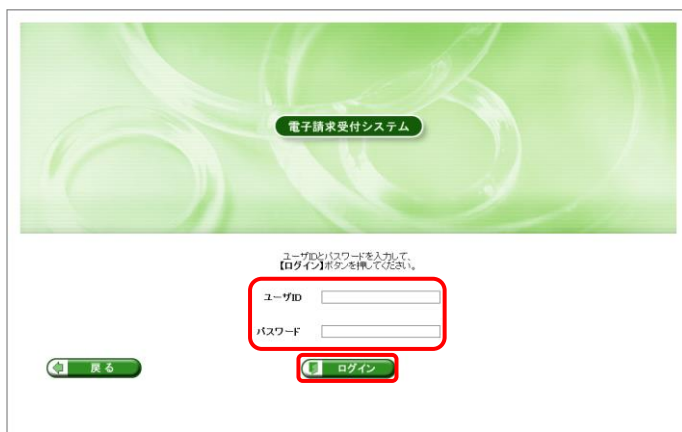 電子請求受付システム
ユーザIDとパスワードを入力して、
【ログイン】ボタンを押してください。
ユーザID
パスワード
戻る
ログイン